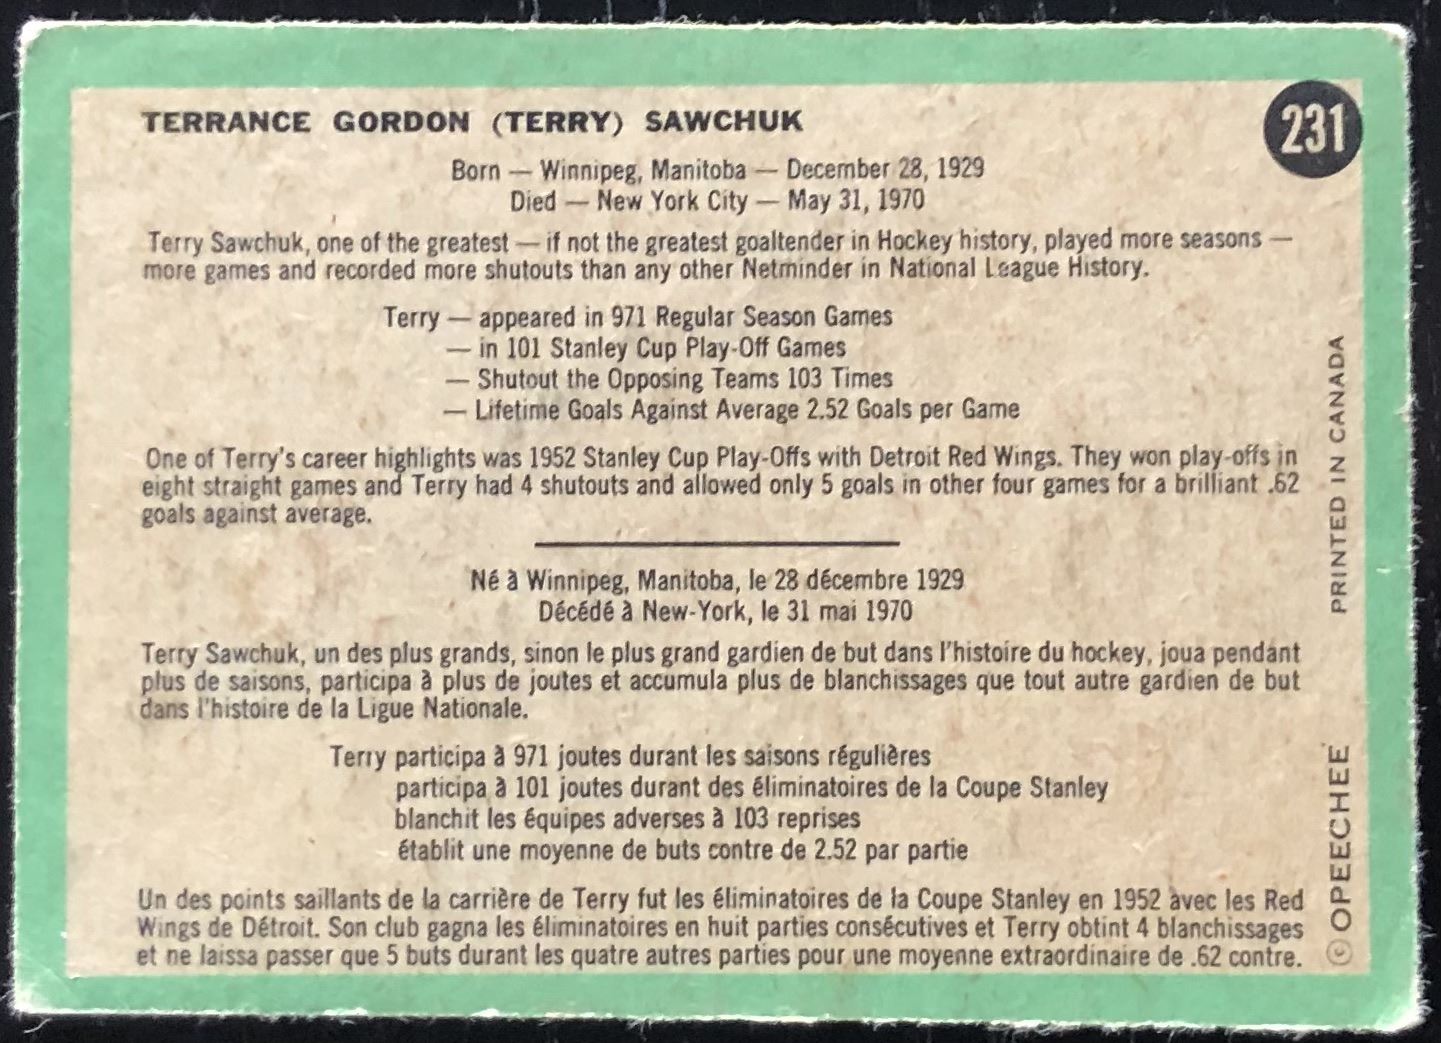 TERRANCE GORDON (TERRY) SAWCHUK
231
Born — Winnipeg, Manitoba — December 28, 1929
Died — New York City — May 31, 1970
Terry Sawchuk, one of the greatest — if not the greatest goaltender in Hockey history, played more seasons —
more games and recorded more shutouts than any other Netminder in National League History.
Terry — appeared in 971 Regular Season Games
— in 101 Stanley Cup Play-Off Games
— Shutout the Opposing Teams 103 Times
— Lifetime Goals Against Average 2.52 Goals per Game
One of Terry's career highlights was 1952 Stanley Cup Play-Offs with Detroit Red Wings. They won play-offs in
eight straight games and Terry had 4 shutouts and allowed only 5 goals in other four games for a brilliant .62
goals against average.
Né à Winnipeg, Manitoba, le 28 décembre 1929
Décédé à New-York, le 31 mai 1970
Terry Sawchuk, un des plus grands, sinon le plus grand gardien de but dans l'histoire du hockey, joua pendant
plus de saisons, participa à plus de joutes et accumula plus de blanchissages que tout autre gardien de but
dans l'histoire de la Ligue Nationale.
Terry participa à 971 joutes durant les saisons régulières
participa à 101 joutes durant des éliminatoires de la Coupe Stanley
blanchit les équipes adverses à 103 reprises
établit une moyenne de buts contre de 2.52 par partie
Un des points saillants de la carrière de Terry fut les éliminatoires de la Coupe Stanley en 1952 avec les Red
Wings de Détroit. Son club gagna les éliminatoires en huit parties consécutives et Terry obtint 4 blanchissages
et ne laissa passer que 5 buts durant les quatre autres parties pour une moyenne extraordinaire de .62 contre.
© OPEECHEE PRINTED IN CANADA